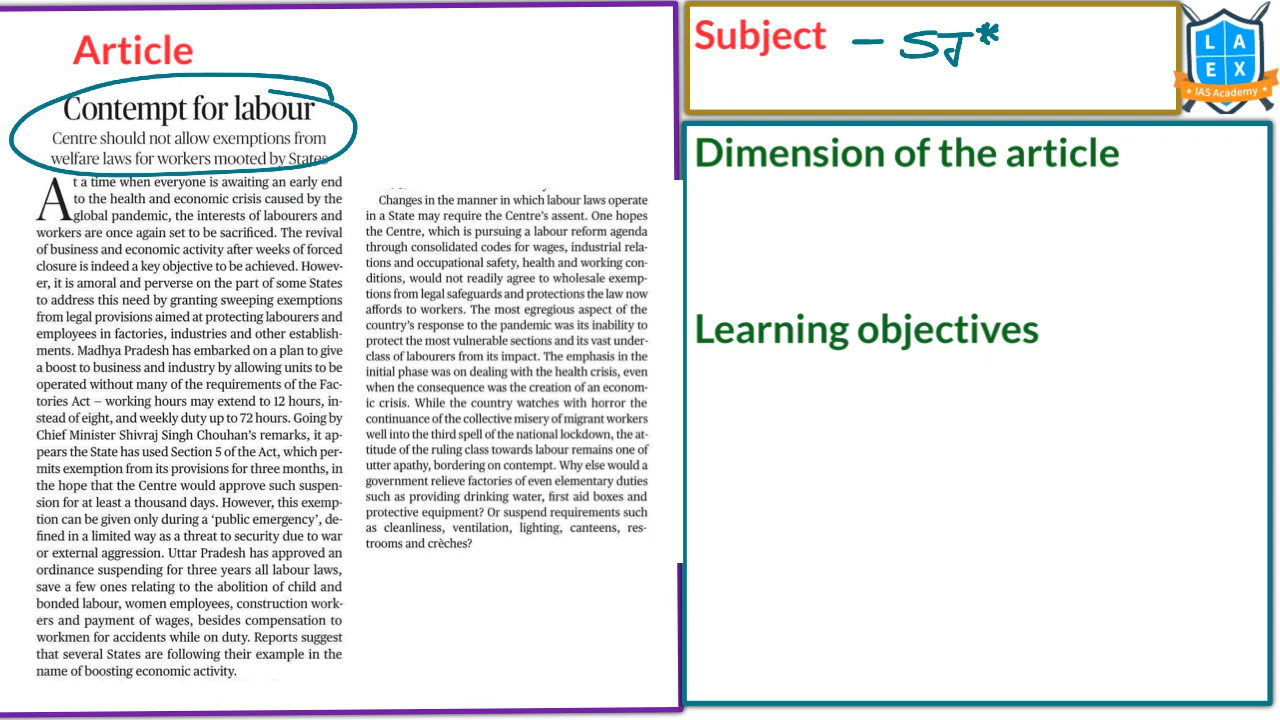 Article
Contempt for labour
Centre should not allow exemptions from
welfare laws for workers mooted by States
At a time when everyone is awaiting an early end
to the health and economic crisis caused by the
global pandemic, the interests of labourers and
workers are once again set to be sacrificed. The revival
of business and economic activity after weeks of forced
closure is indeed a key objective to be achieved. Howev-
er, it is amoral and perverse on the part of some States
to address this need by granting sweeping exemptions
from legal provisions aimed at protecting labourers and
employees in factories, industries and other establish-
ments. Madhya Pradesh has embarked on a plan to give
a boost to business and industry by allowing units to be
operated without many of the requirements of the Fac-
tories Act — working hours may extend to 12 hours, in-
stead of eight, and weekly duty up to 72 hours. Going by
Chief Minister Shivraj Singh Chouhan's remarks, it ap-
pears the State has used Section 5 of the Act, which per-
mits exemption from its provisions for three months, in
the hope that the Centre would approve such suspen-
sion for at least a thousand days. However, this exemp-
tion can be given only during a 'public emergency', de-
fined in a limited way as a threat to security due to war
or external aggression. Uttar Pradesh has approved an
ordinance suspending for three years all labour laws,
save a few ones relating to the abolition of child and
bonded labour, women employees, construction work-
ers and payment of wages, besides compensation to
workmen for accidents while on duty. Reports suggest
that several States are following their example in the
name of boosting economic activity.
Changes in the manner in which labour laws operate
in a State may require the Centre's assent. One hopes
the Centre, which is pursuing a labour reform agenda
through consolidated codes for wages, industrial rela-
tions and occupational safety, health and working con-
ditions, would not readily agree to wholesale exemp-
tions from legal safeguards and protections the law now
affords to workers. The most egregious aspect of the
country's response to the pandemic was its inability to
protect the most vulnerable sections and its vast under-
class of labourers from its impact. The emphasis in the
initial phase was on dealing with the health crisis, even
when the consequence was the creation of an econom-
ic crisis. While the country watches with horror the
continuance of the collective misery of migrant workers
well into the third spell of the national lockdown, the at-
titude of the ruling class towards labour remains one of
utter apathy, bordering on contempt. Why else would a
government relieve factories of even elementary duties
such as providing drinking water, first aid boxes and
protective equipment? Or suspend requirements such
as cleanliness, ventilation, lighting, canteens, res-
trooms and crèches?
Subject - SJ*
LAEX
IAS Academy
Dimension of the article
Learning objectives